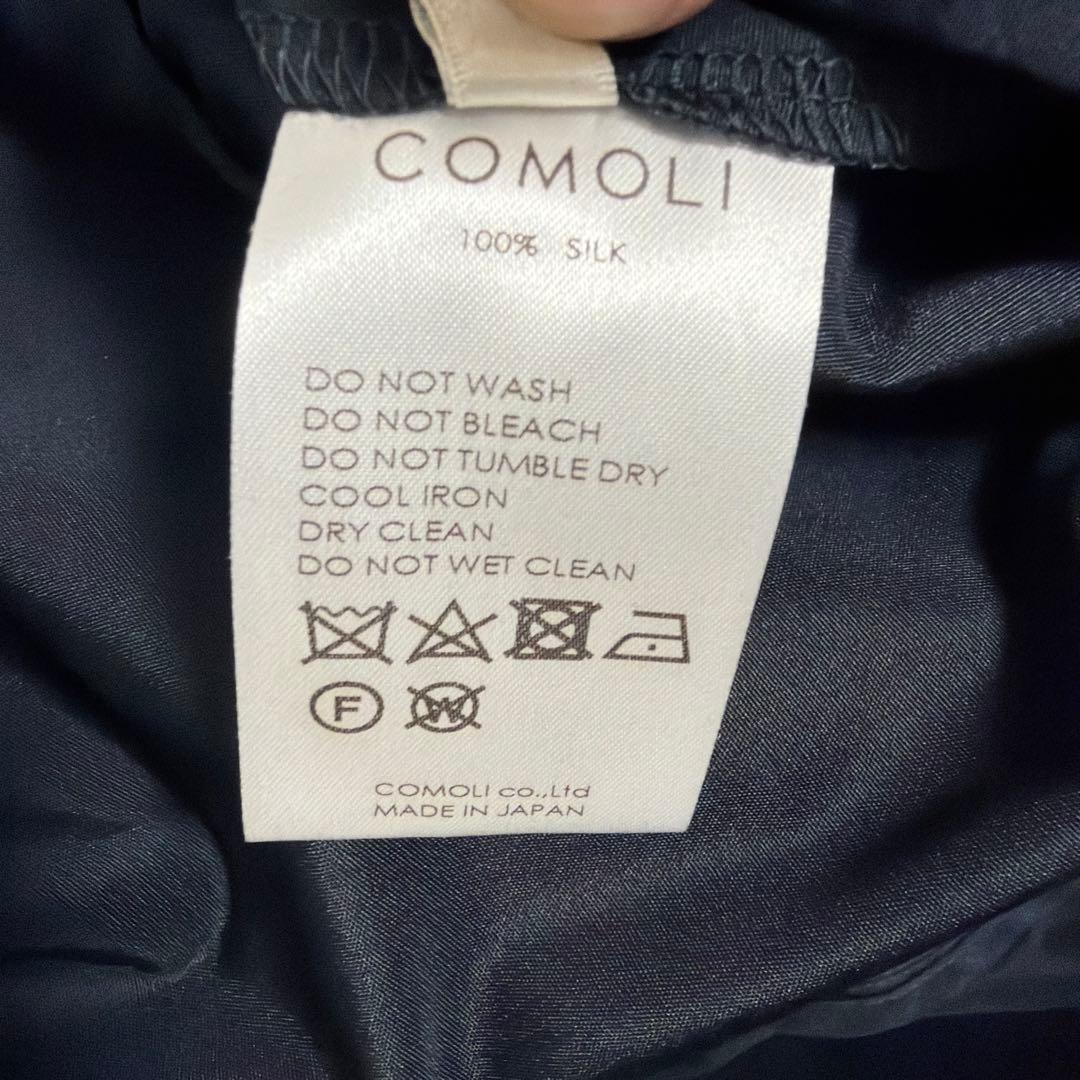 COMOLI
100% SILK
DO NOT WASH
DO NOT BLEACH
DO NOT TUMBLE DRY
COOL IRON
DRY CLEAN
DO NOT WET CLEAN
F W
COMOLI co.,Ltd
MADE IN JAPAN